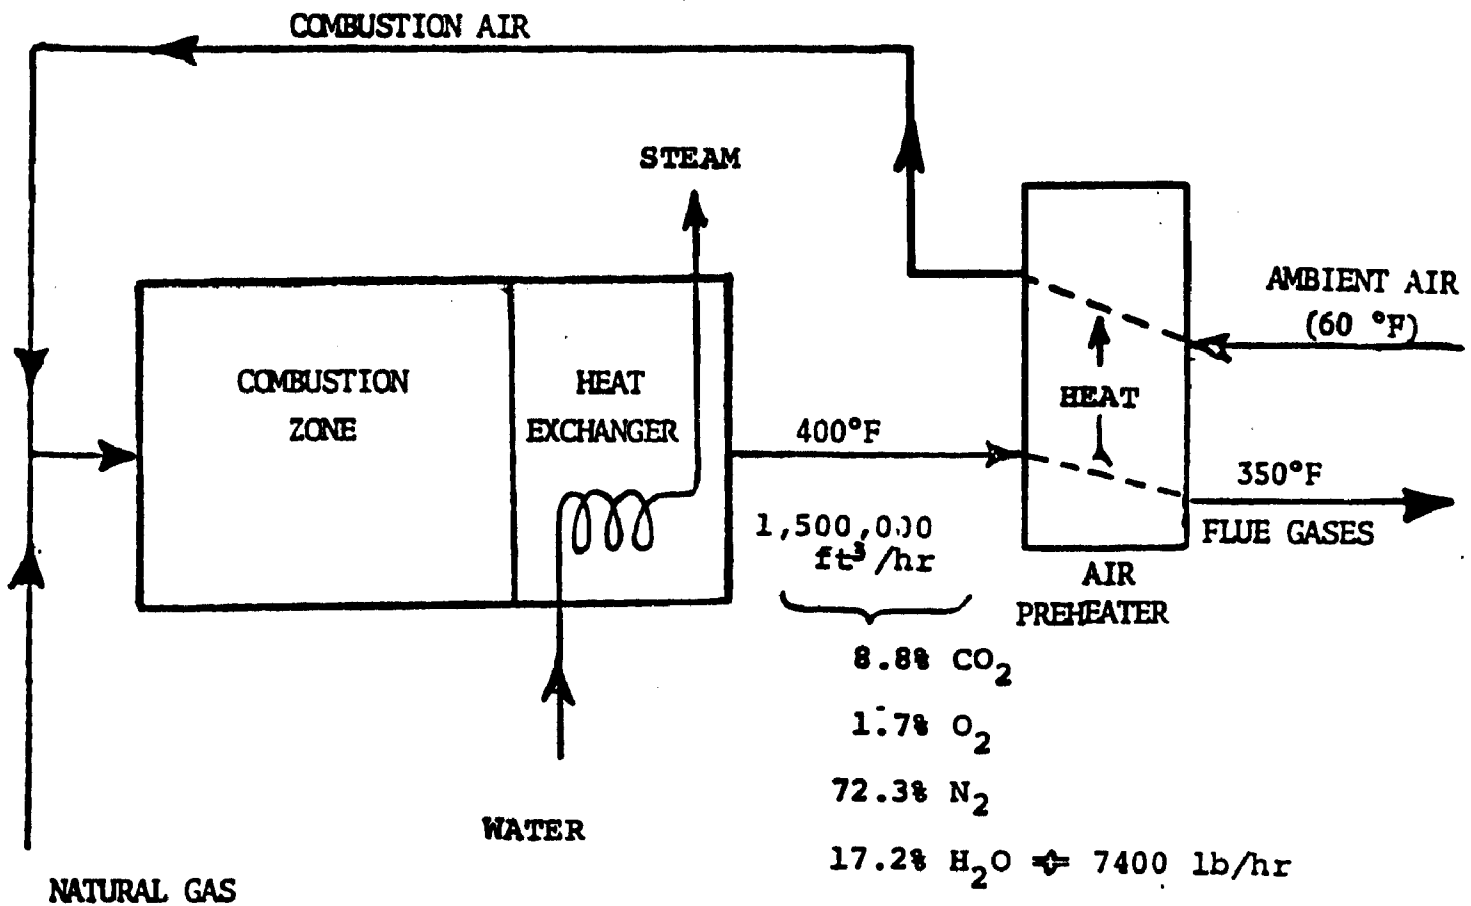 COMBUSTION AIR
STEAM
AMBIENT AIR
(60 °F)
COMBUSTION
ZONE
HEAT
EXCHANGER
HEAT
400°F
350°F
1,500,000
ft³/hr
FLUE GASES
AIR
PREHEATER
8.8% CO₂
1.7% O₂
72.3% N₂
WATER
17.2% H₂O ⇐ 7400 lb/hr
NATURAL GAS